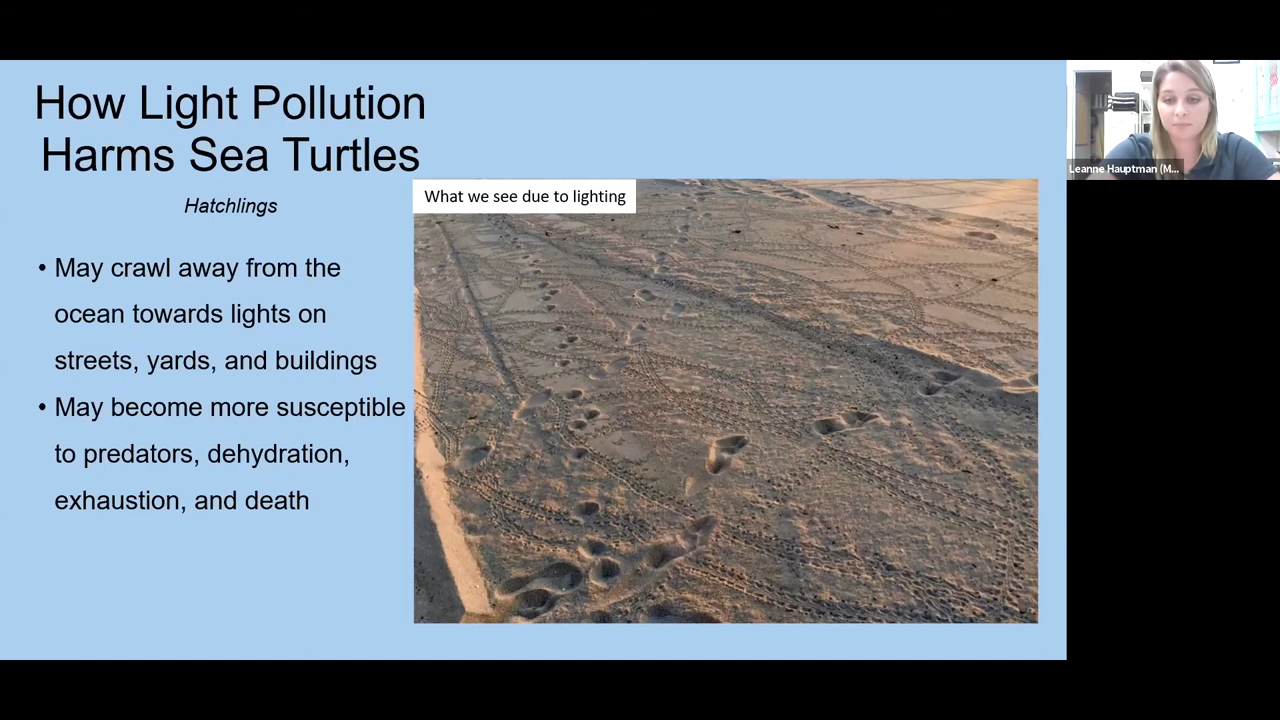 How Light Pollution
Harms Sea Turtles
Hatchlings
• May crawl away from the
ocean towards lights on
streets, yards, and buildings
• May become more susceptible
to predators, dehydration,
exhaustion, and death
What we see due to lighting
Leanne Hauptman (M...